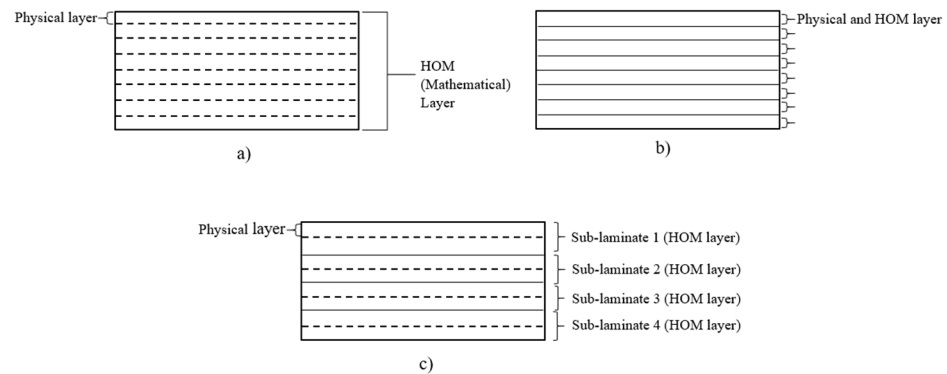 Physical layer
HOM
(Mathematical)
Layer
a)
Physical and HOM layer
b)
Physical layer
Sub-laminate 1 (HOM layer)
Sub-laminate 2 (HOM layer)
Sub-laminate 3 (HOM layer)
Sub-laminate 4 (HOM layer)
c)